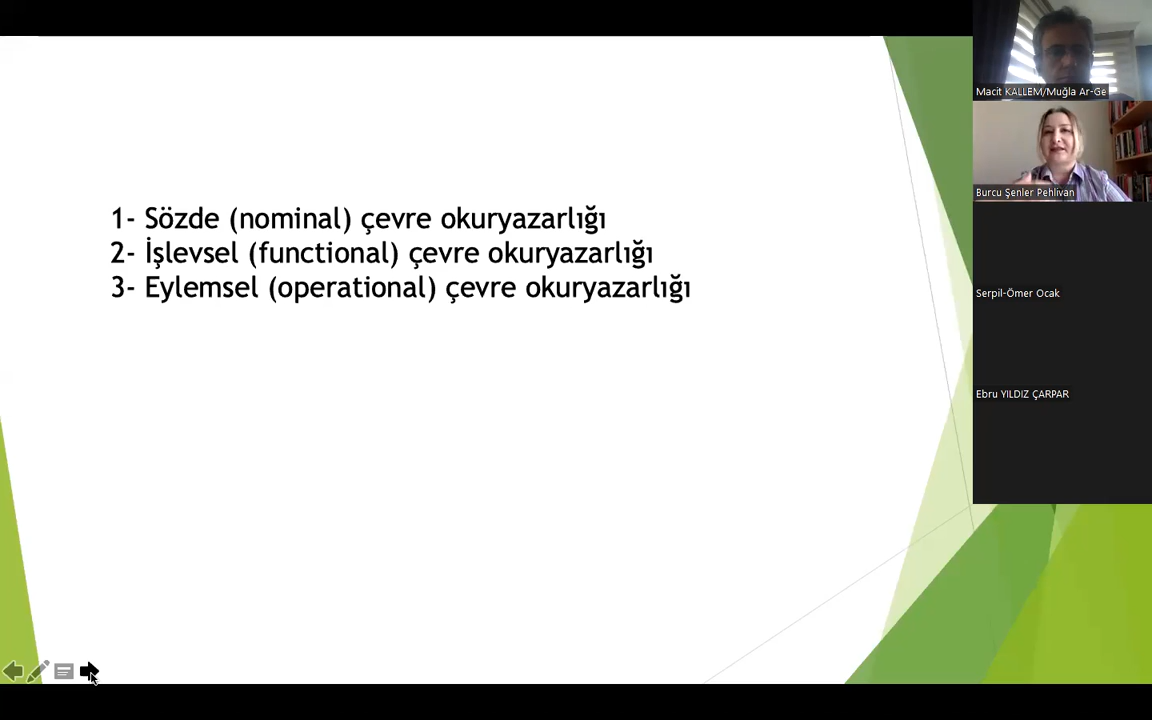 1- Sözde (nominal) çevre okuryazarlığı
2- İşlevsel (functional) çevre okuryazarlığı
3- Eylemsel (operational) çevre okuryazarlığı
Macit KALLEM/Muğla Ar-Ge
Burcu Şenler Pehlivan
Serpil-Ömer Ocak
Ebru YILDIZ ÇARPAR